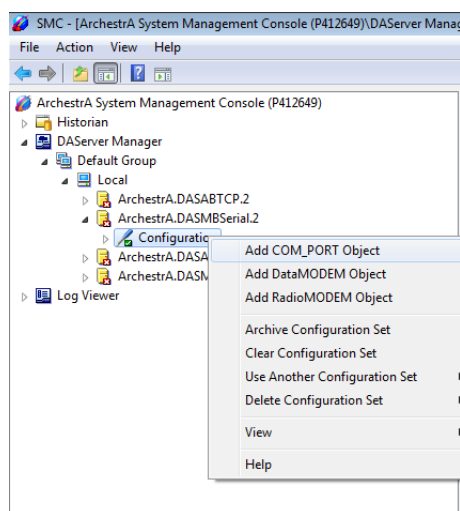 SMC - [ArchestrA System Management Console (P412649)\DAServer Manag
File Action View Help
ArchestrA System Management Console (P412649)
Historian
DAServer Manager
Default Group
Local
ArchestrA.DASABTCP.2
ArchestrA.DASMBSerial.2
Configuratio
Add COM_PORT Object
ArchestrA.DASA
Add DataMODEM Object
ArchestrA.DASM
Add RadioMODEM Object
Log Viewer
Archive Configuration Set
Clear Configuration Set
Use Another Configuration Set
Delete Configuration Set
View
Help